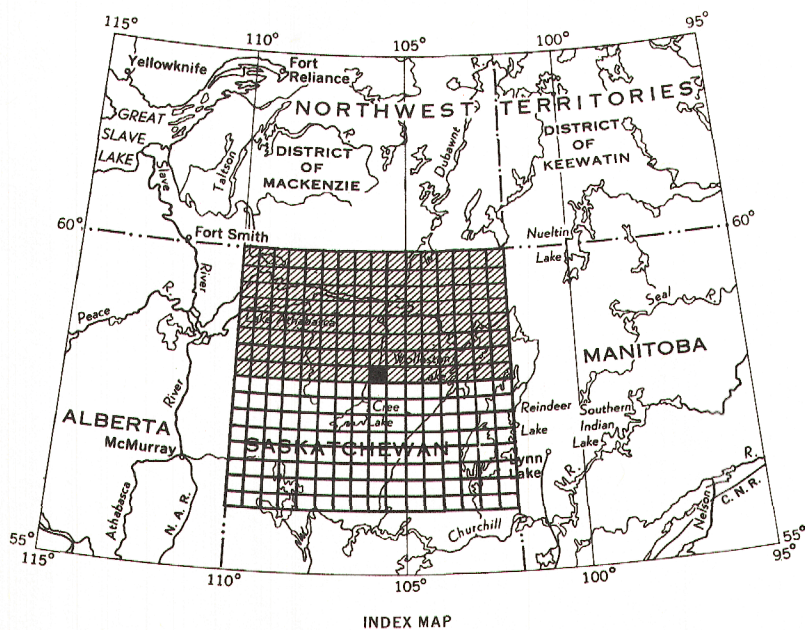 115°
110°
105°
100°
95°
Yellowknife
Fort
Reliance
R.
NORTHWEST TERRITORIES
GREAT
SLAVE
LAKE
Slave
River
Taltson
R.
DISTRICT
OF
MACKENZIE
Dubawnt
DISTRICT
OF
KEEWATIN
60°
60°
Fort Smith
Nueltin
Lake
Peace
R.
Lake Athabasca
Seal
R.
Wollaston
Lake
MANITOBA
River
Cree
Lake
Reindeer
Lake
Southern
Indian
Lake
ALBERTA
McMurray
SASKATCHEWAN
Lynn
Lake
M.R.
Athabasca
N.A.R.
Churchill
Nelson
R.
C.N.R.
55°
55°
115°
110°
105°
100°
95°
INDEX MAP